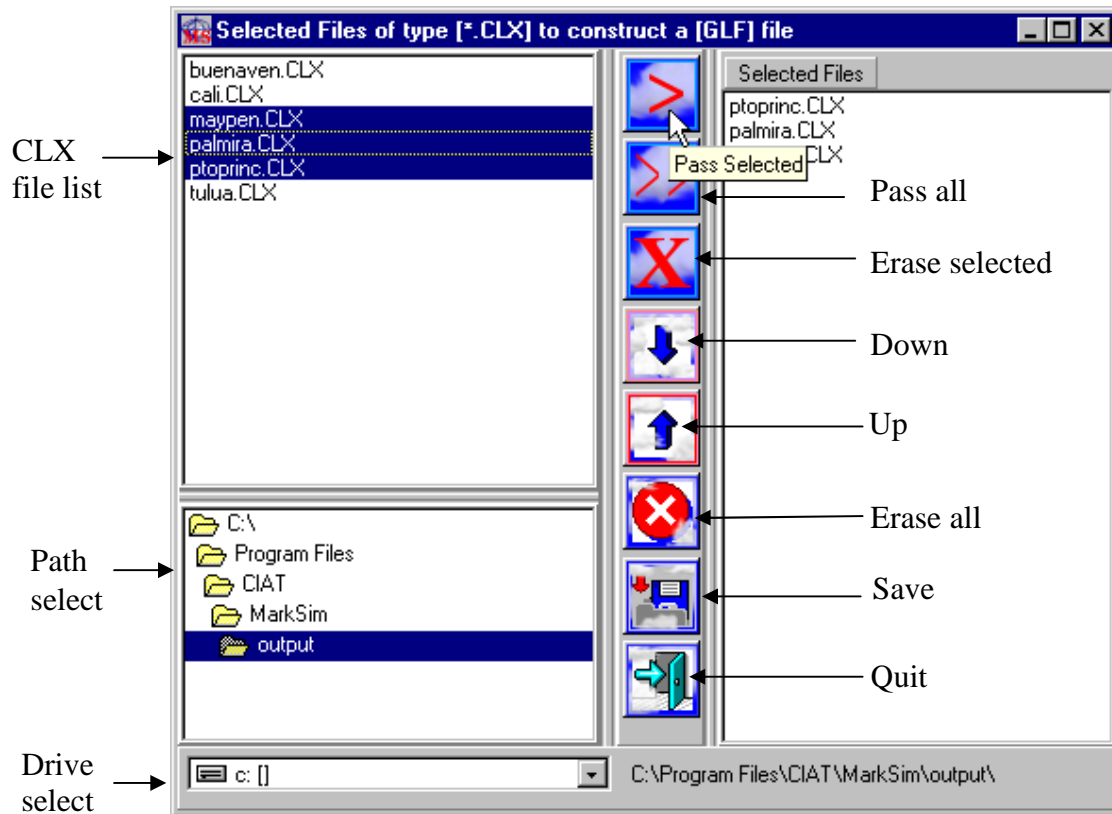 Selected Files of type [*.CLX] to construct a [GLF] file
buenaven.CLX
cali.CLX
maypen.CLX
palmira.CLX
ptoprinc.CLX
tulua.CLX
CLX
file list
>
>>
X
Pass Selected
Selected Files
ptoprinc.CLX
palmira.CLX
CLX
Pass all
Erase selected
Down
Up
Erase all
Save
Quit
C:\
Program Files
CIAT
MarkSim
output
Path
select
Drive
select
c: []
C:\Program Files\CIAT\MarkSim\output\